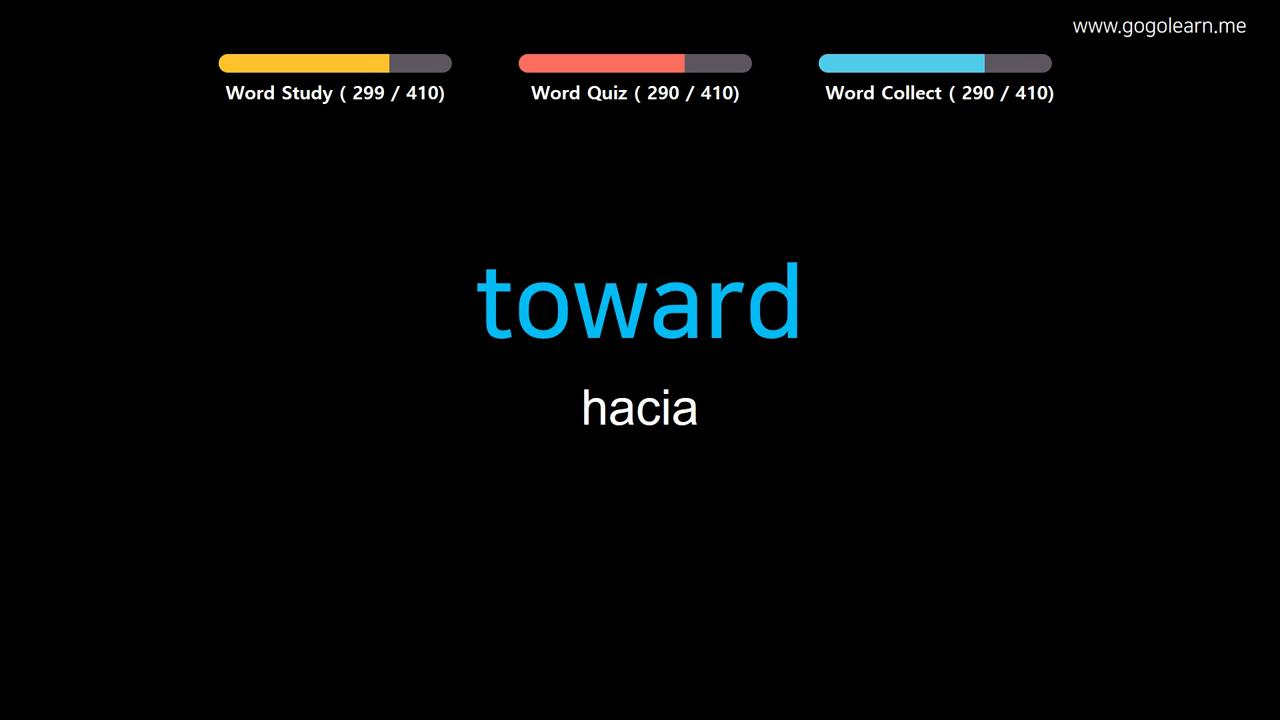 www.gogolearn.me
Word Study ( 299 / 410)
Word Quiz ( 290 / 410)
Word Collect ( 290 / 410)
toward
hacia